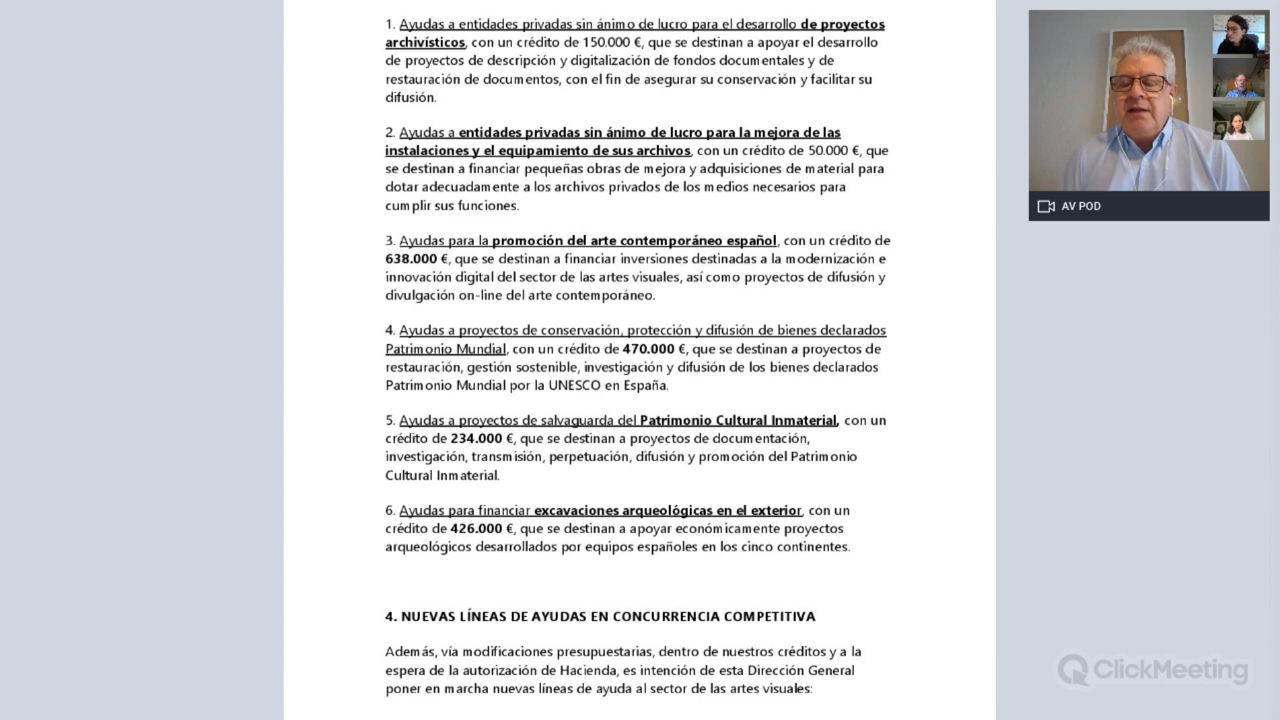 1. Ayudas a entidades privadas sin ánimo de lucro para el desarrollo de proyectos
archivísticos, con un crédito de 150.000 €, que se destinan a apoyar el desarrollo
de proyectos de descripción y digitalización de fondos documentales y de
restauración de documentos, con el fin de asegurar su conservación y facilitar su
difusión.
2. Ayudas a entidades privadas sin ánimo de lucro para la mejora de las
instalaciones y el equipamiento de sus archivos, con un crédito de 50.000 €, que
se destinan a financiar pequeñas obras de mejora y adquisiciones de material para
dotar adecuadamente a los archivos privados de los medios necesarios para
cumplir sus funciones.
3. Ayudas para la promoción del arte contemporáneo español, con un crédito de
638.000 €, que se destinan a financiar inversiones destinadas a la modernización e
innovación digital del sector de las artes visuales, así como proyectos de difusión y
divulgación on-line del arte contemporáneo.
4. Ayudas a proyectos de conservación, protección y difusión de bienes declarados
Patrimonio Mundial, con un crédito de 470.000 €, que se destinan a proyectos de
restauración, gestión sostenible, investigación y difusión de los bienes declarados
Patrimonio Mundial por la UNESCO en España.
5. Ayudas a proyectos de salvaguarda del Patrimonio Cultural Inmaterial, con un
crédito de 234.000 €, que se destinan a proyectos de documentación,
investigación, transmisión, perpetuación, difusión y promoción del Patrimonio
Cultural Inmaterial.
6. Ayudas para financiar excavaciones arqueológicas en el exterior, con un
crédito de 426.000 €, que se destinan a apoyar económicamente proyectos
arqueológicos desarrollados por equipos españoles en los cinco continentes.
4. NUEVAS LÍNEAS DE AYUDAS EN CONCURRENCIA COMPETITIVA
Además, vía modificaciones presupuestarias, dentro de nuestros créditos y a la
espera de la autorización de Hacienda, es intención de esta Dirección General
poner en marcha nuevas líneas de ayuda al sector de las artes visuales:
AV POD
ClickMeeting